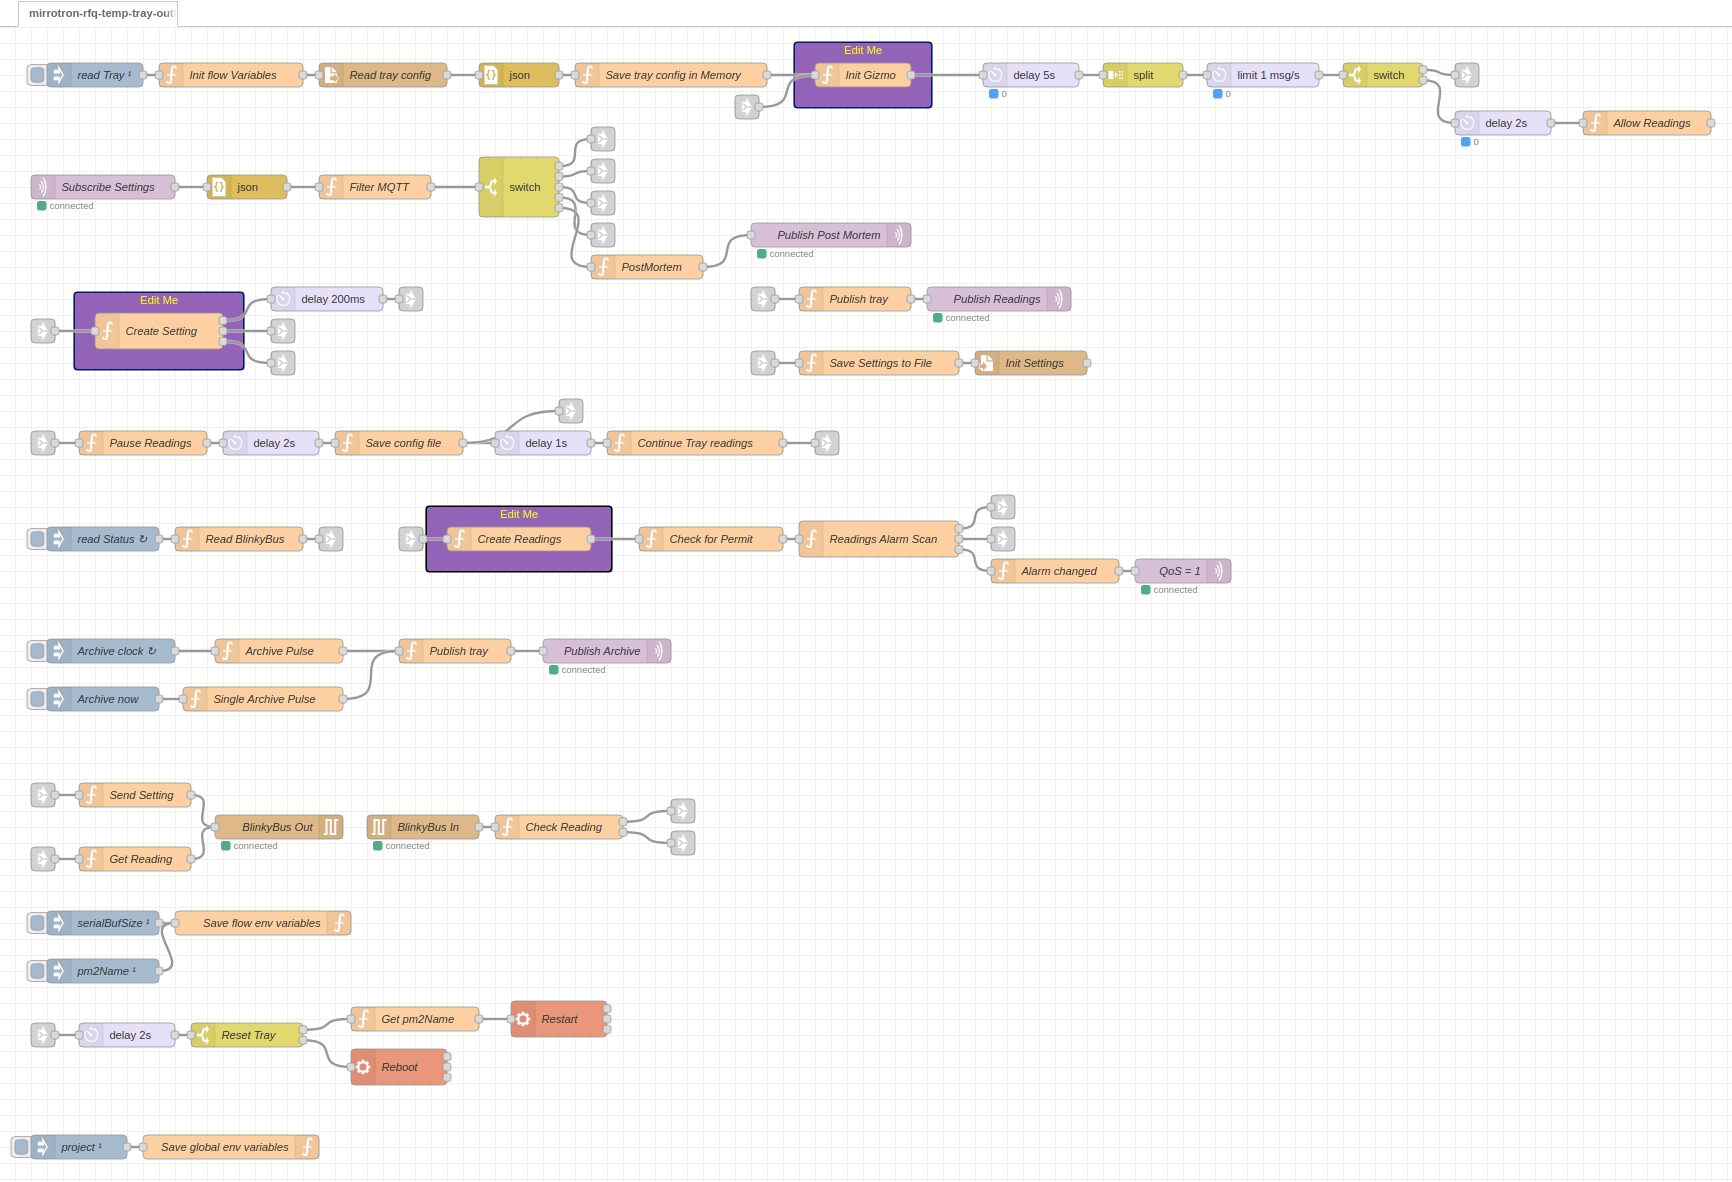 mirrotron-rfq-temp-tray-out
Edit Me
read Tray ¹
Init flow Variables
Read tray config
json
Save tray config in Memory
Init Gizmo
delay 5s
split
limit 1 msg/s
switch
0
0
delay 2s
Allow Readings
0
Subscribe Settings
json
Filter MQTT
switch
connected
Publish Post Mortem
connected
PostMortem
Edit Me
delay 200ms
Publish tray
Publish Readings
connected
Create Setting
Save Settings to File
Init Settings
Pause Readings
delay 2s
Save config file
delay 1s
Continue Tray readings
Edit Me
read Status ↻
Read BlinkyBus
Create Readings
Check for Permit
Readings Alarm Scan
Alarm changed
QoS = 1
connected
Archive clock ↻
Archive Pulse
Publish tray
Publish Archive
connected
Archive now
Single Archive Pulse
Send Setting
BlinkyBus Out
BlinkyBus In
Check Reading
connected
connected
Get Reading
serialBufSize ¹
Save flow env variables
pm2Name ¹
Get pm2Name
Restart
delay 2s
Reset Tray
Reboot
project ¹
Save global env variables